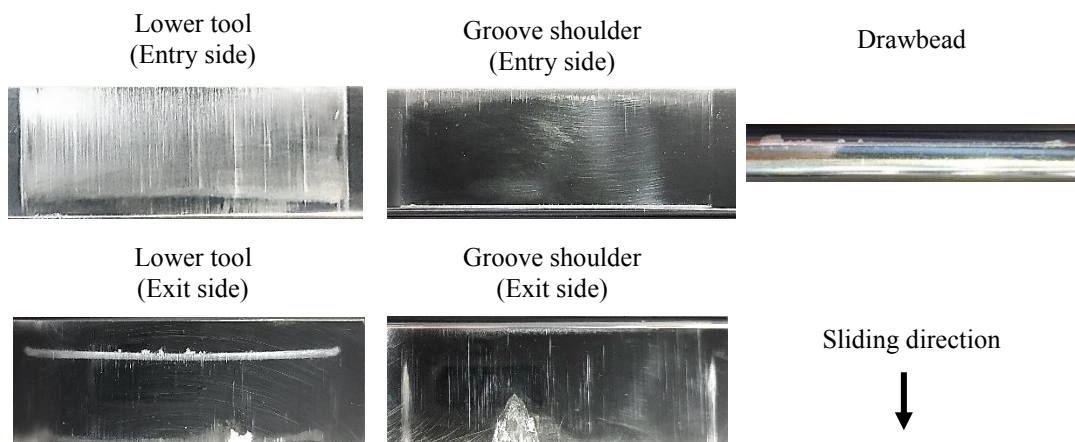 Lower tool
(Entry side)
Groove shoulder
(Entry side)
Drawbead
Lower tool
(Exit side)
Groove shoulder
(Exit side)
Sliding direction